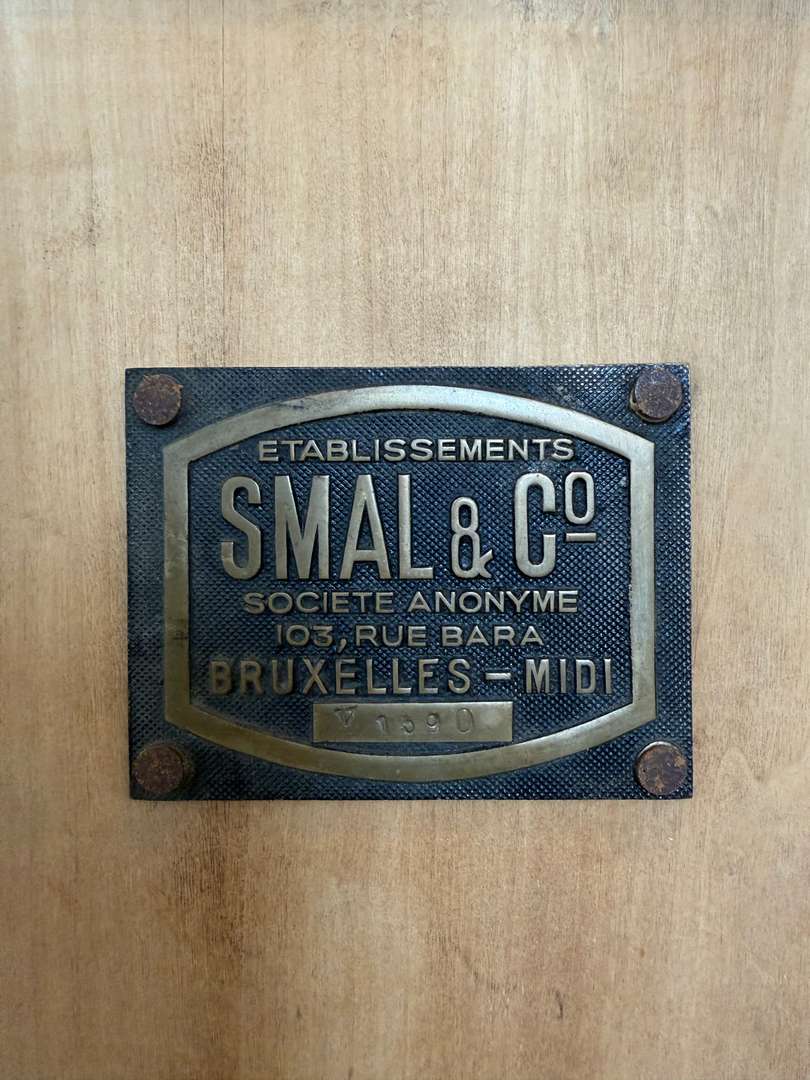 ETABLISSEMENTS
SMAL & Cº
SOCIETE ANONYME
103, RUE BARA
BRUXELLES - MIDI